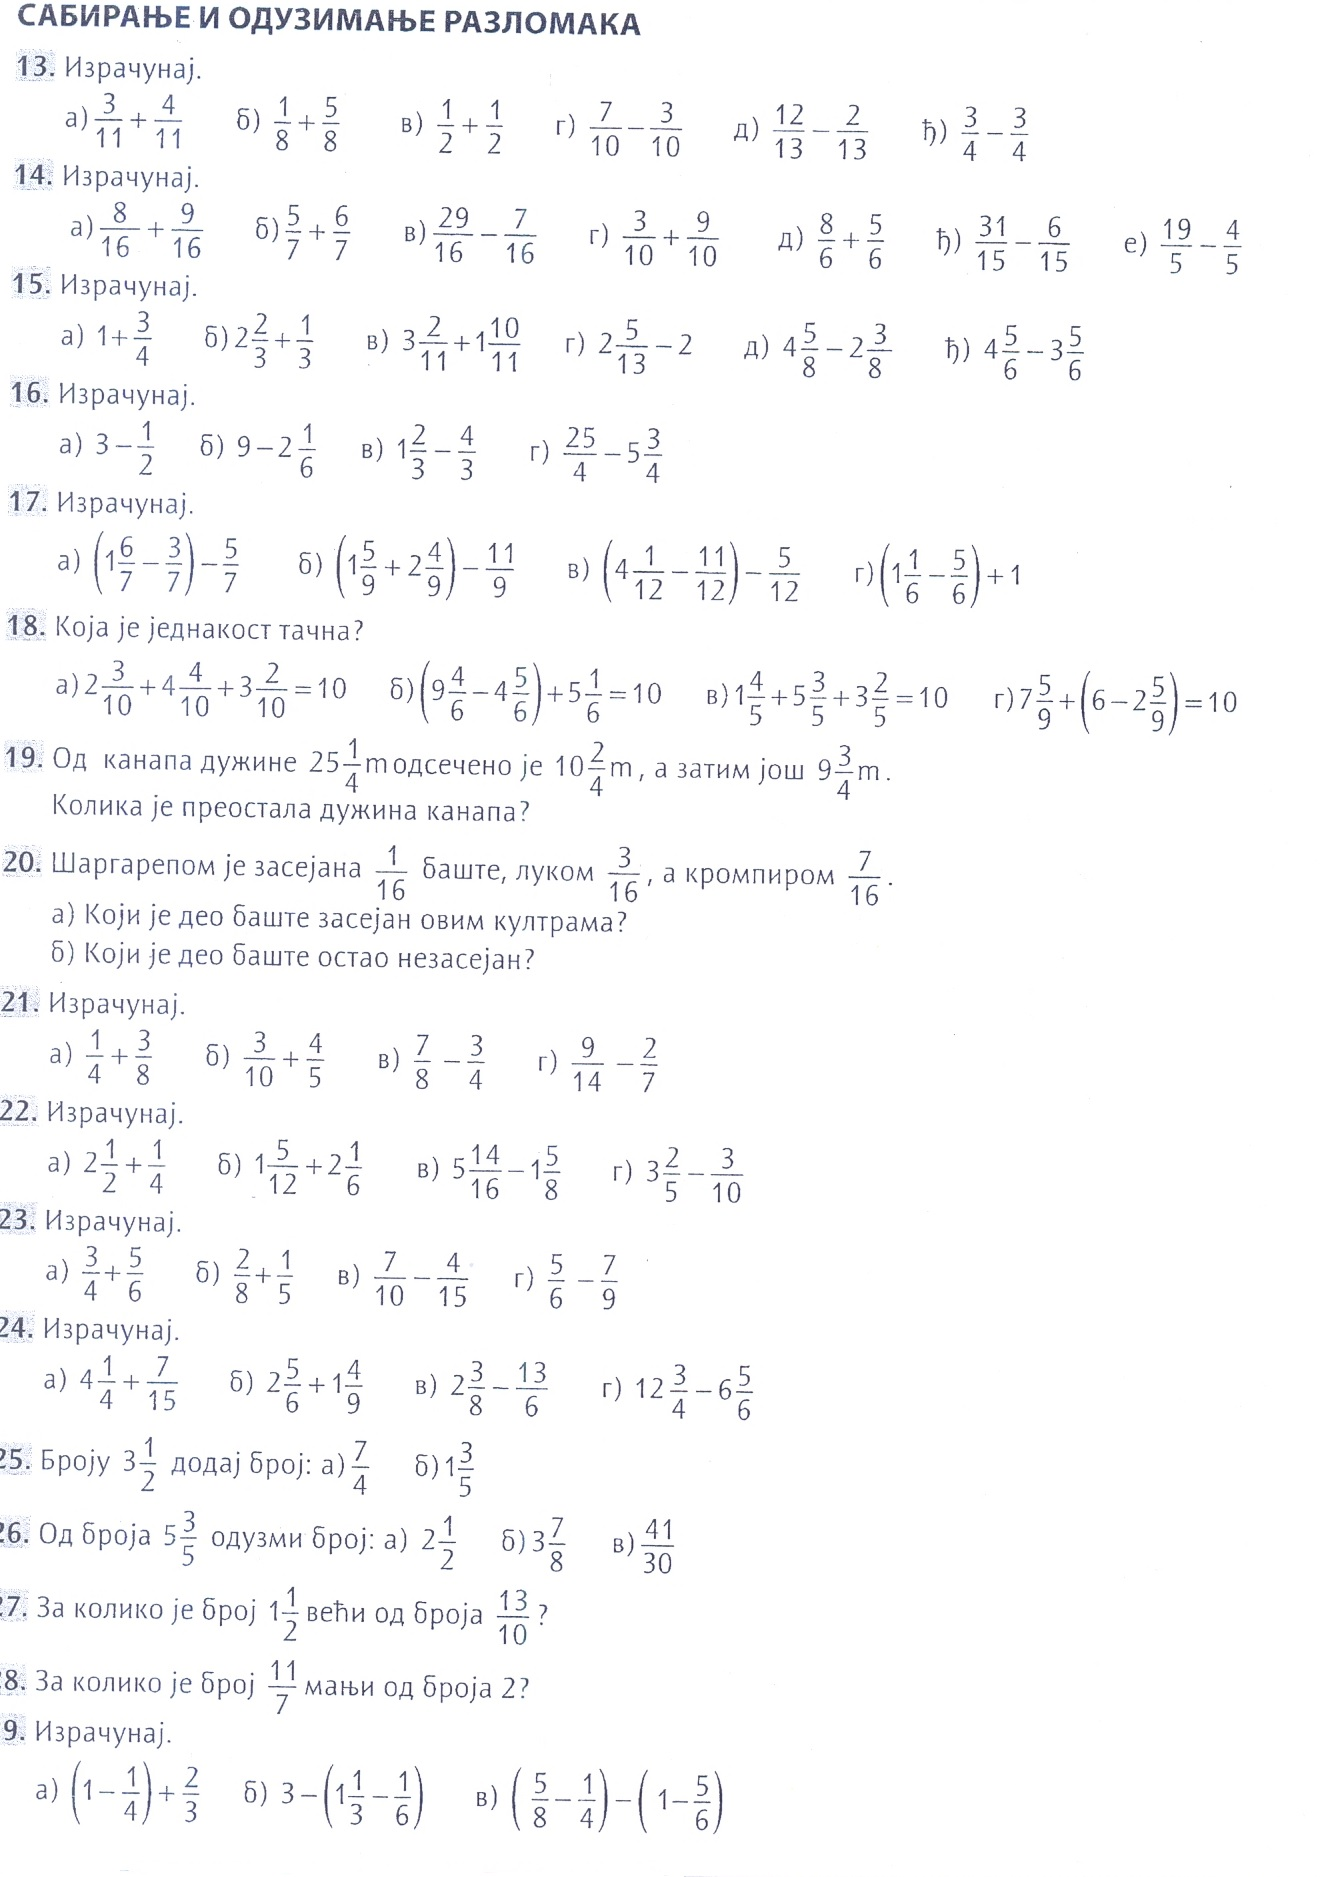 САБИРАЊЕ И ОДУЗИМАЊЕ РАЗЛОМАКА
13. Израчунај.
а) 3/11 + 4/11 б) 1/8 + 5/8 в) 1/2 + 1/2 г) 7/10 − 3/10 д) 12/13 − 2/13 ђ) 3/4 − 3/4
14. Израчунај.
а) 8/16 + 9/16 б) 5/7 + 6/7 в) 29/16 − 7/16 г) 3/10 + 9/10 д) 8/6 + 5/6 ђ) 31/15 − 6/15 е) 19/5 − 4/5
15. Израчунај.
а) 1 + 3/4 б) 2 2/3 + 1/3 в) 3 2/11 + 1 10/11 г) 2 5/13 − 2 д) 4 5/8 − 2 3/8 ђ) 4 5/6 − 3 5/6
16. Израчунај.
а) 3 − 1/2 б) 9 − 2 1/6 в) 1 2/3 − 4/3 г) 25/4 − 5 3/4
17. Израчунај.
а) (1 6/7 − 3/7) − 5/7 б) (1 5/9 + 2 4/9) − 11/9 в) (4 1/12 − 11/12) − 5/12 г) (1 1/6 − 5/6) + 1
18. Која је једнакост тачна?
а) 2 3/10 + 4 4/10 + 3 2/10 = 10 б) (9 4/6 − 4 5/6) + 5 1/6 = 10 в) 1 4/5 + 5 3/5 + 3 2/5 = 10 г) 7 5/9 + (6 − 2 5/9) = 10
19. Од канапа дужине 25 1/4 m одсечено је 10 2/4 m, а затим још 9 3/4 m.
Колика је преостала дужина канапа?
20. Шаргарепом је засејана 1/16 баште, луком 3/16, а кромпиром 7/16.
а) Који је део баште засејан овим култрама?
б) Који је део баште остао незасејан?
21. Израчунај.
а) 1/4 + 3/8 б) 3/10 + 4/5 в) 7/8 − 3/4 г) 9/14 − 2/7
22. Израчунај.
а) 2 1/2 + 1/4 б) 1 5/12 + 2 1/6 в) 5 14/16 − 1 5/8 г) 3 2/5 − 3/10
23. Израчунај.
а) 3/4 + 5/6 б) 2/8 + 1/5 в) 7/10 − 4/15 г) 5/6 − 7/9
24. Израчунај.
а) 4 1/4 + 7/15 б) 2 5/6 + 1 4/9 в) 2 3/8 − 13/6 г) 12 3/4 − 6 5/6
25. Броју 3 1/2 додај број: а) 7/4 б) 1 3/5
26. Од броја 5 3/5 одузми број: а) 2 1/2 б) 3 7/8 в) 41/30
7. За колико је број 1 1/2 већи од броја 13/10?
8. За колико је број 11/7 мањи од броја 2?
9. Израчунај.
а) (1 − 1/4) + 2/3 б) 3 − (1 1/3 − 1/6) в) (5/8 − 1/4) − (1 − 5/6)